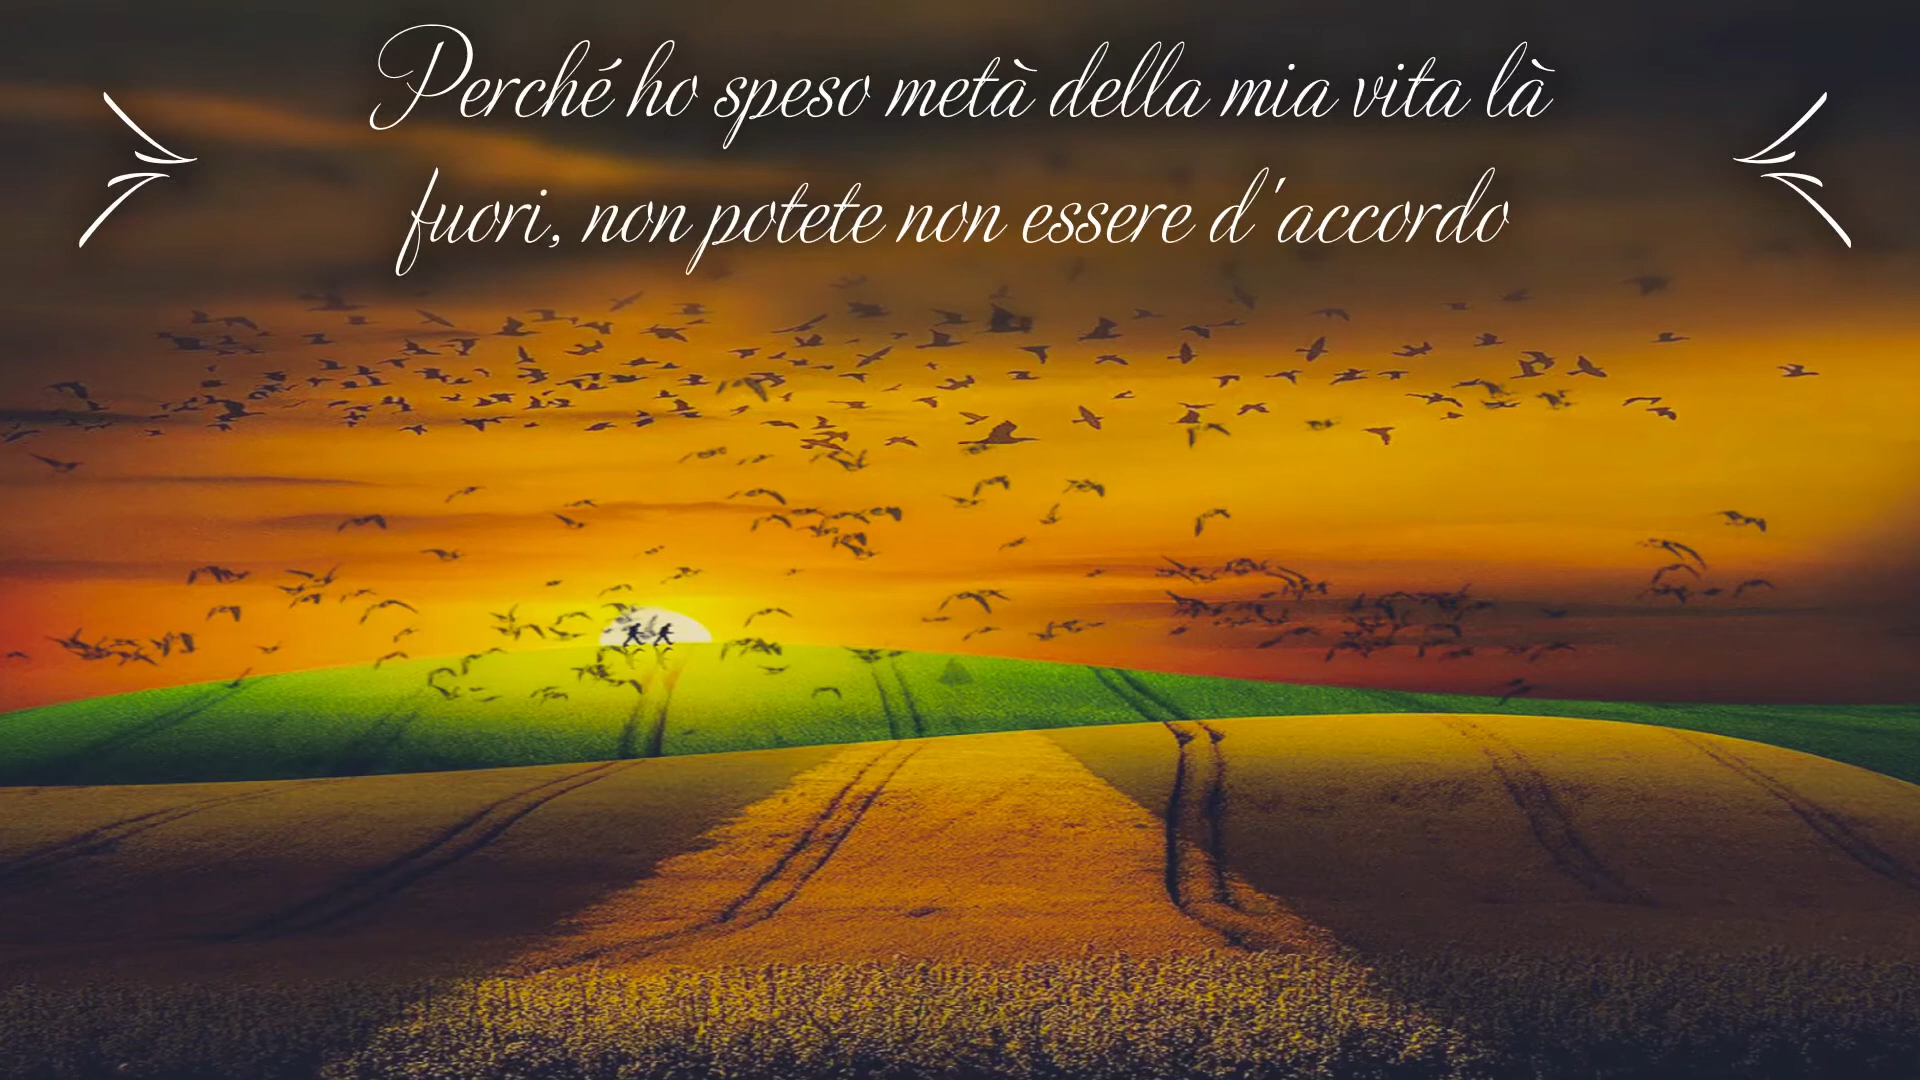 Perché ho speso metà della mia vita là
fuori, non potete non essere d'accordo